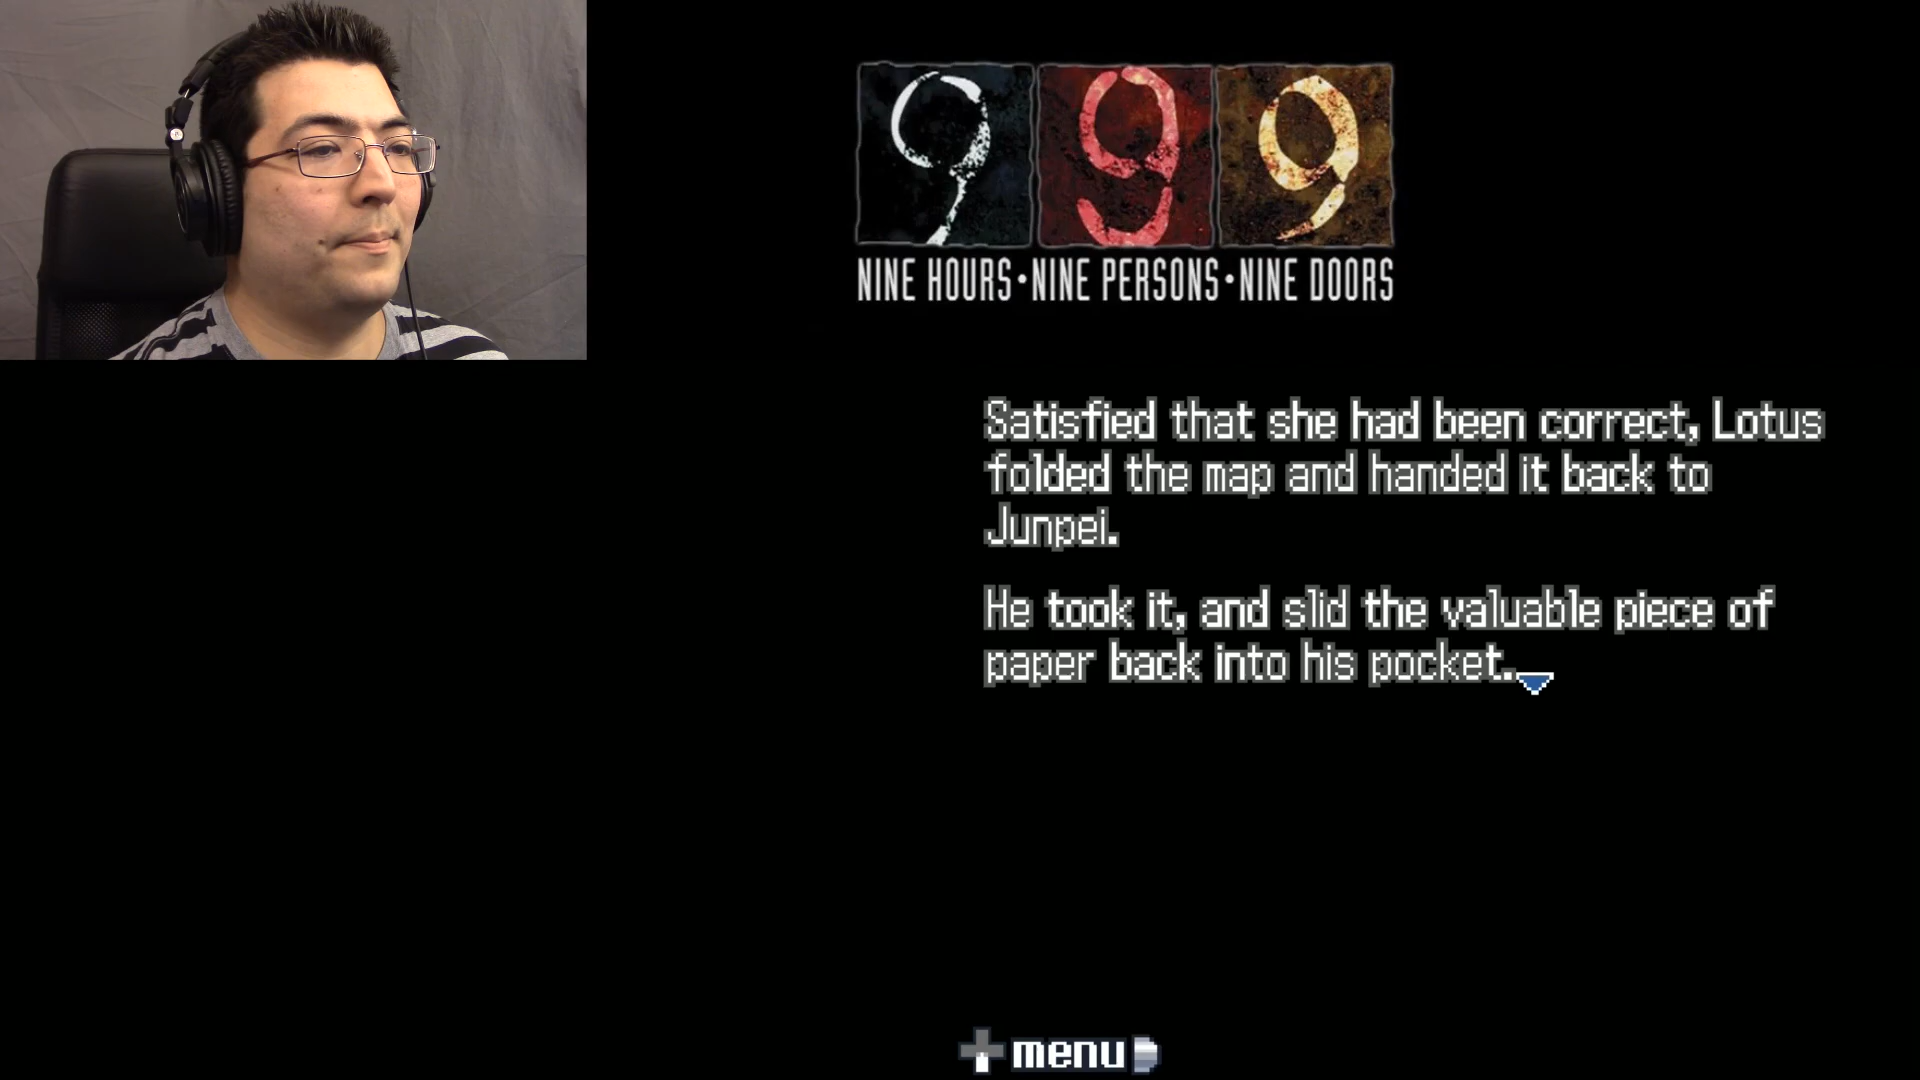 999
NINE HOURS•NINE PERSONS•NINE DOORS
Satisfied that she had been correct, Lotus
folded the map and handed it back to
Junpei.
He took it, and slid the valuable piece of
paper back into his pocket.
menu